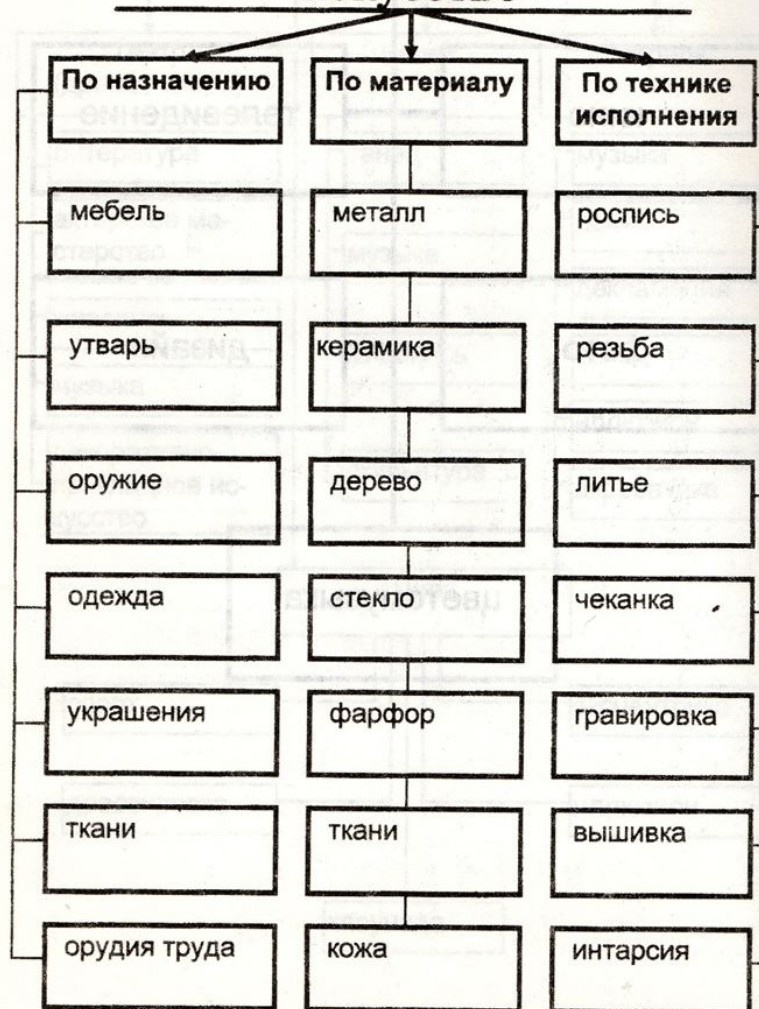 По назначению
мебель
утварь
оружие
одежда
украшения
ткани
орудия труда
По материалу
металл
керамика
дерево
стекло
фарфор
ткани
кожа
По технике
исполнения
роспись
резьба
литье
чеканка
гравировка
вышивка
интарсия